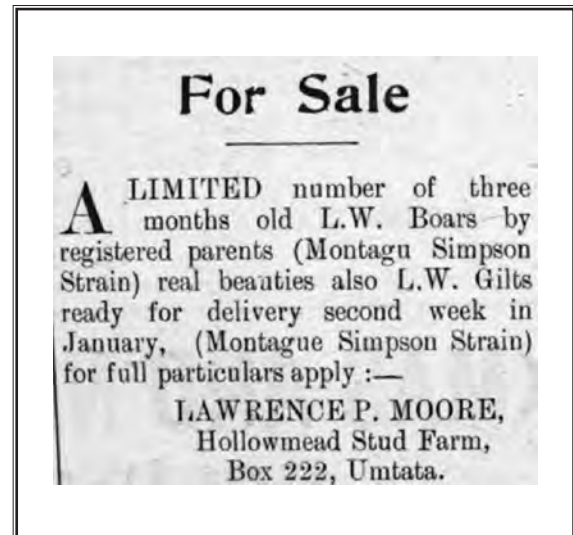 For Sale
A LIMITED number of three
months old L.W. Boars by
registered parents (Montagu Simpson
Strain) real beauties also L.W. Gilts
ready for delivery second week in
January, (Montague Simpson Strain)
for full particulars apply :—
LAWRENCE P. MOORE,
Hollowmead Stud Farm,
Box 222, Umtata.